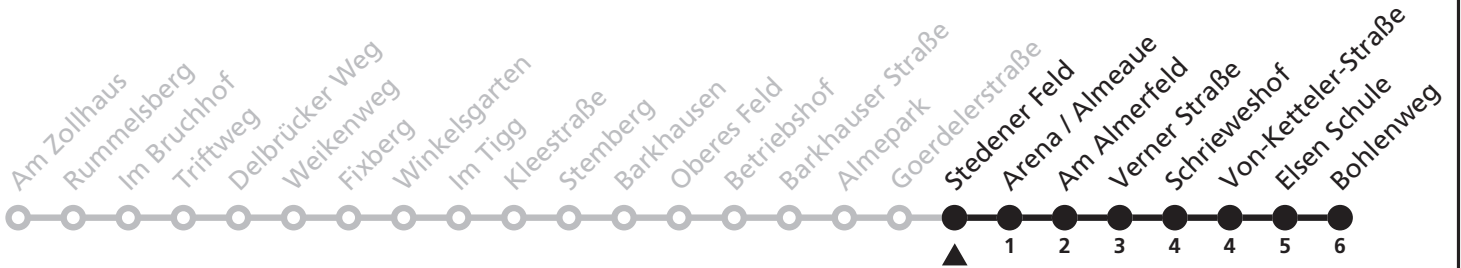 Am Zollhaus
Rummelsberg
Im Bruchhof
Triftweg
Delbrücker Weg
Weikenweg
Fixberg
Winkelsgarten
Im Tigg
Kleestraße
Stemberg
Barkhausen
Oberes Feld
Betriebshof
Barkhauser Straße
Almepark
Goerdelerstraße
Stedener Feld
Arena / Almeaue
Am Almerfeld
Verner Straße
Schrieweshof
Von-Ketteler-Straße
Elsen Schule
Bohlenweg
1 2 3 4 4 5 6